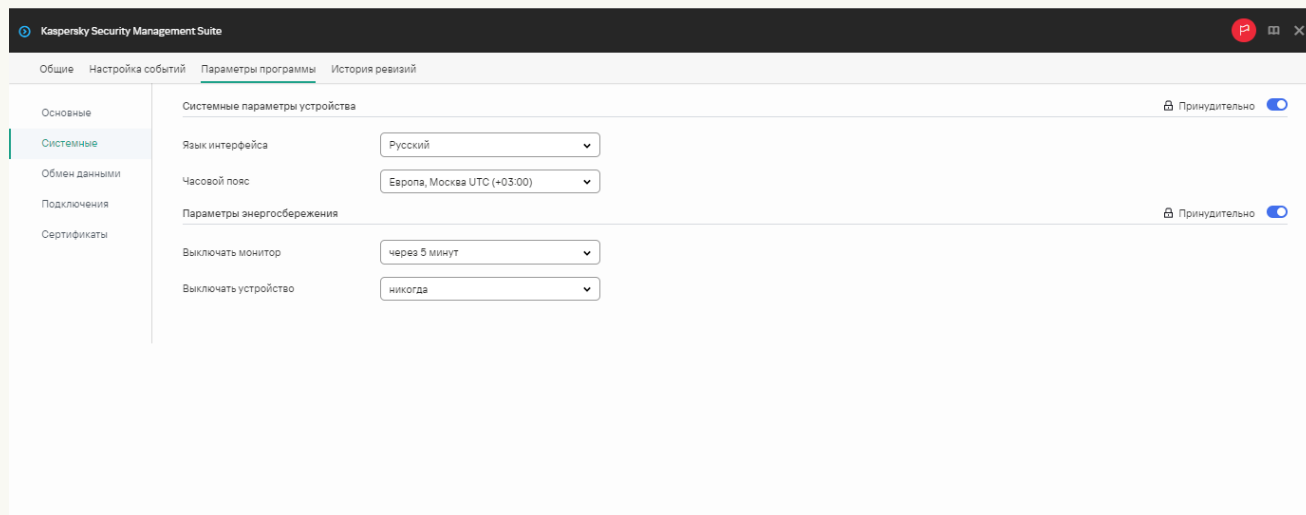 Kaspersky Security Management Suite
Общие Настройка событий Параметры программы История ревизий
Основные
Системные
Обмен данными
Подключения
Сертификаты
Системные параметры устройства Принудительно
Язык интерфейса Русский
Часовой пояс Европа, Москва UTC (+03:00)
Параметры энергосбережения Принудительно
Выключать монитор через 5 минут
Выключать устройство никогда